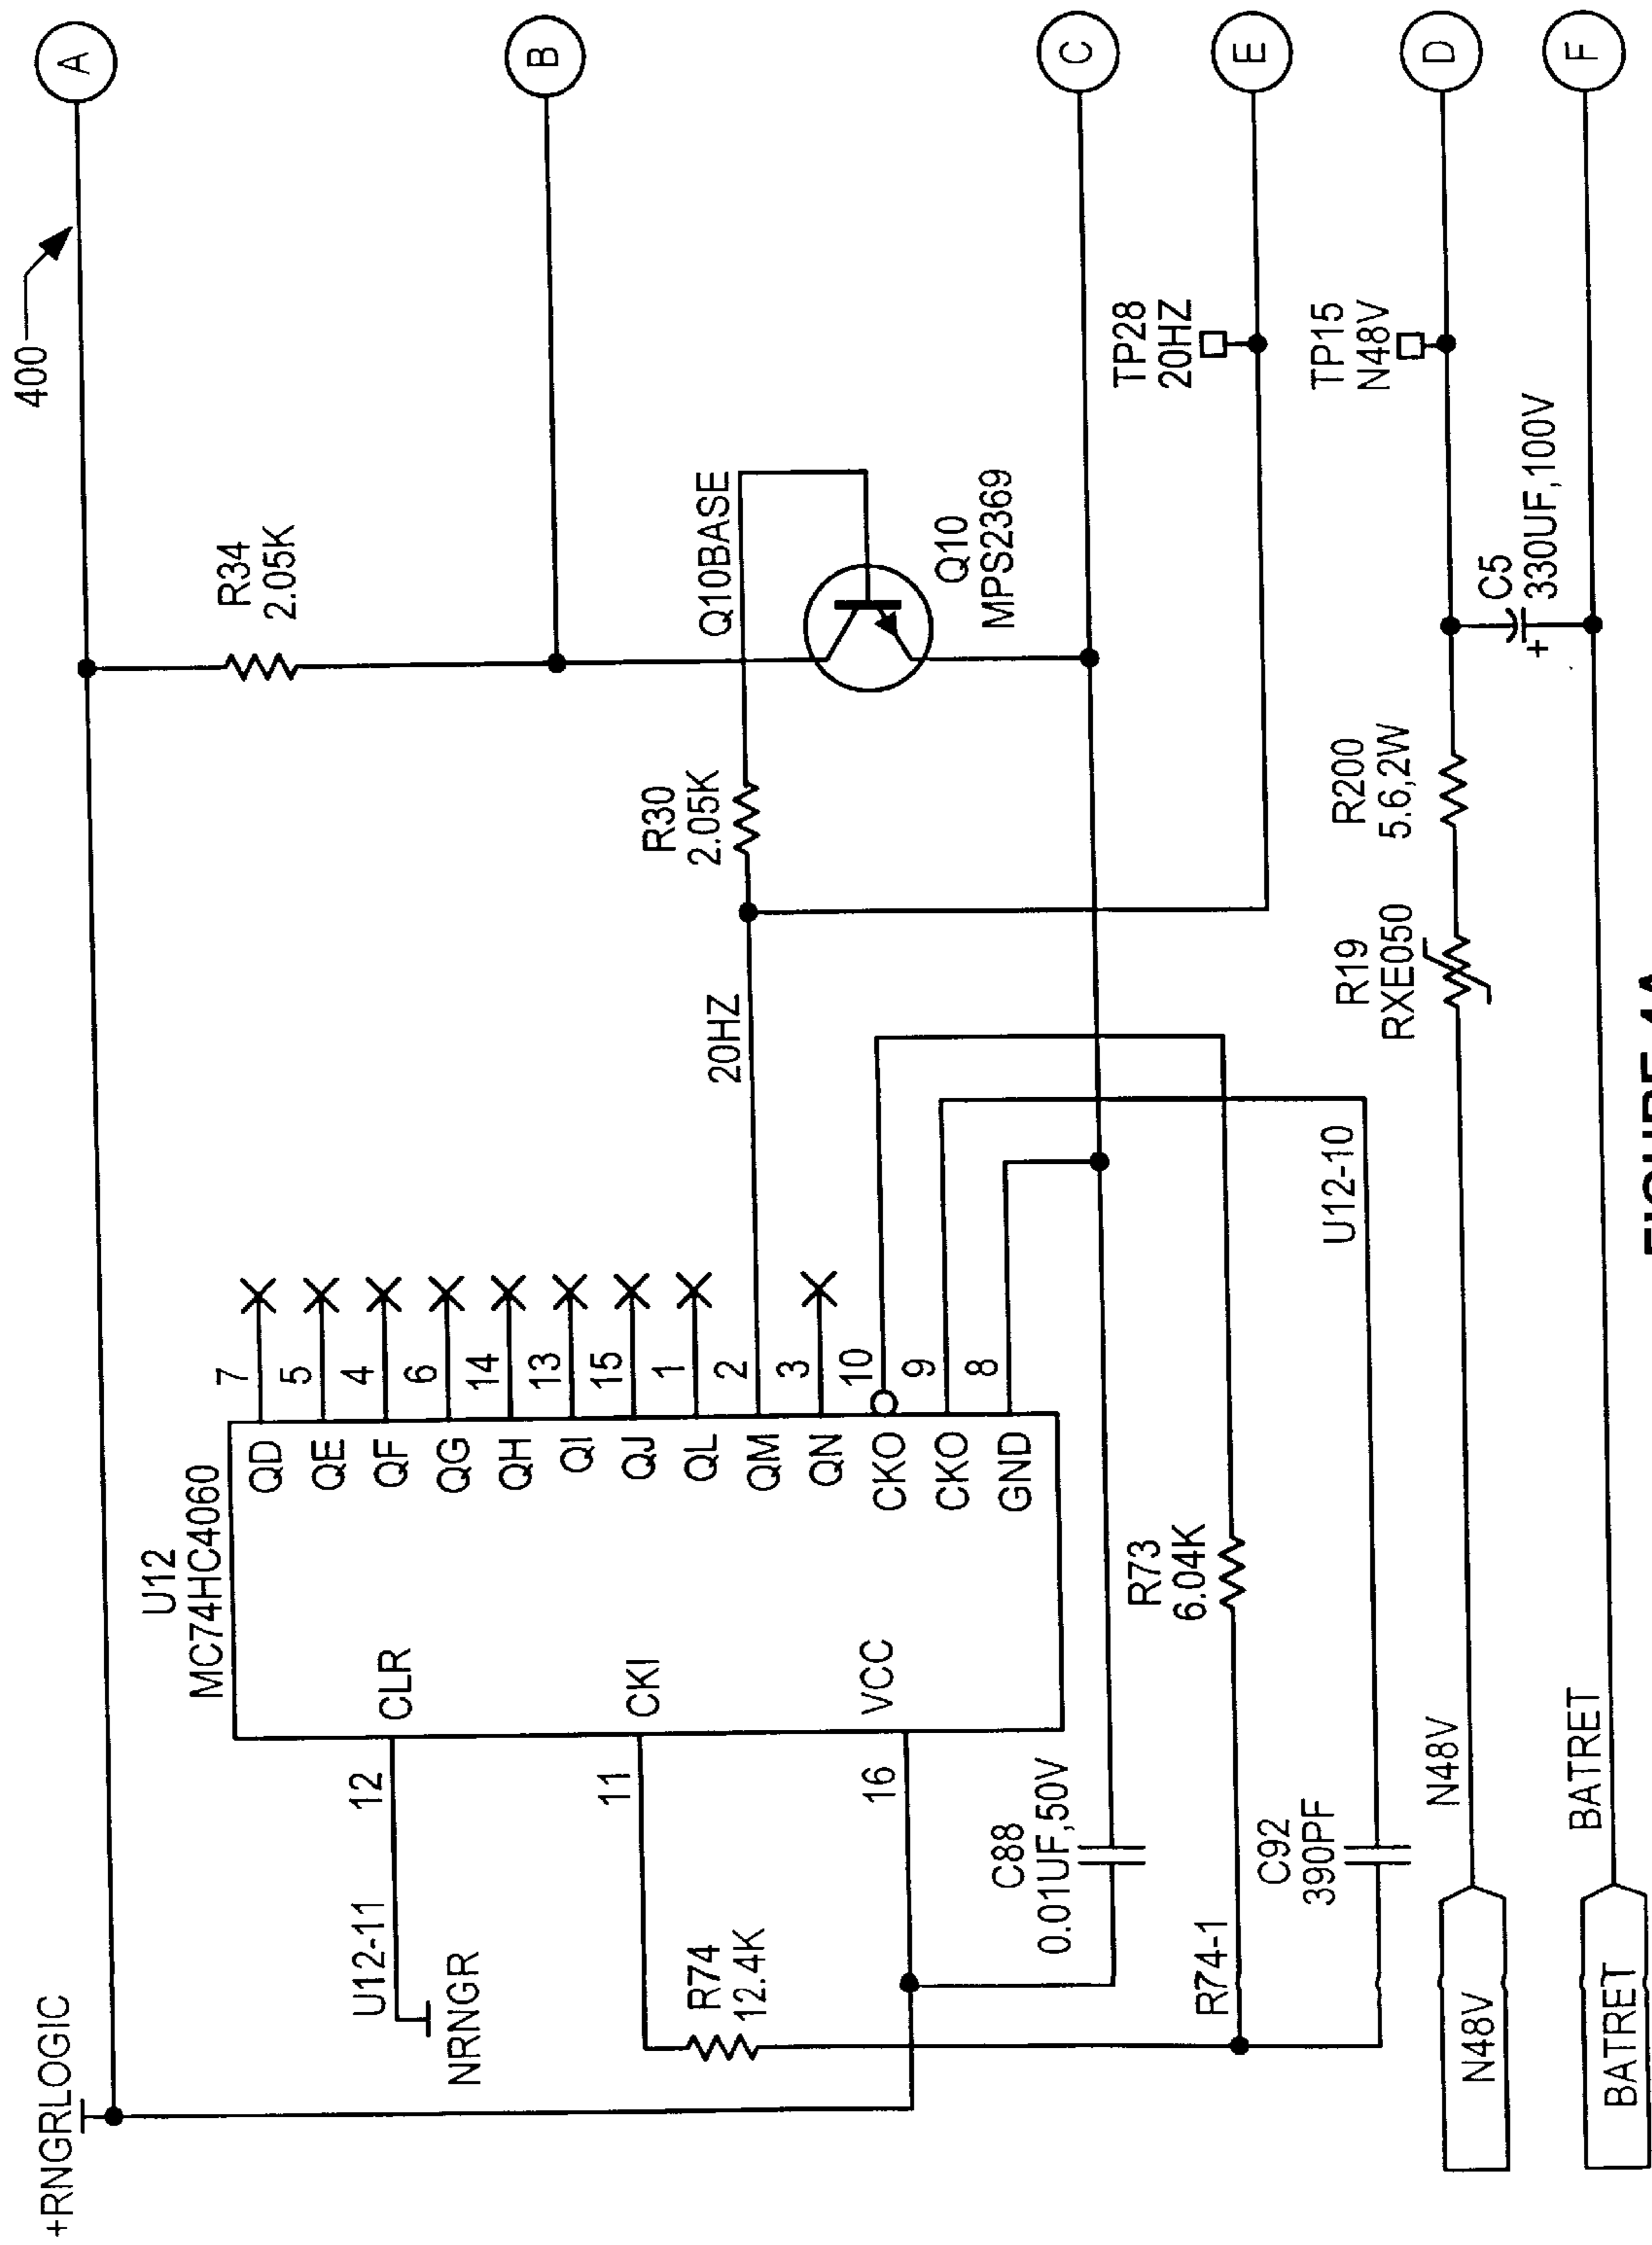 400
A
B
C
E
D
F
+RNGRLOGIC
R34
2.05K
U12
MC74HC4060
QD
QE
QF
QG
QH
QI
QJ
QL
QM
QN
CKO
CKO
GND
CLR
CKI
VCC
7
5
4
6
14
13
15
1
2
3
10
9
8
12
11
16
U12-11
NRNGR
R74
12.4K
20HZ
R30
2.05K
Q10BASE
Q10
MPS2369
C88
0.01UF,50V
R73
6.04K
R74-1
C92
390PF
U12-10
TP28
20HZ
TP15
N48V
R19
RXE050
R200
5.6,2W
C5
330UF,100V
+
N48V
N48V
BATRET
BATRET
FIGURE 4A